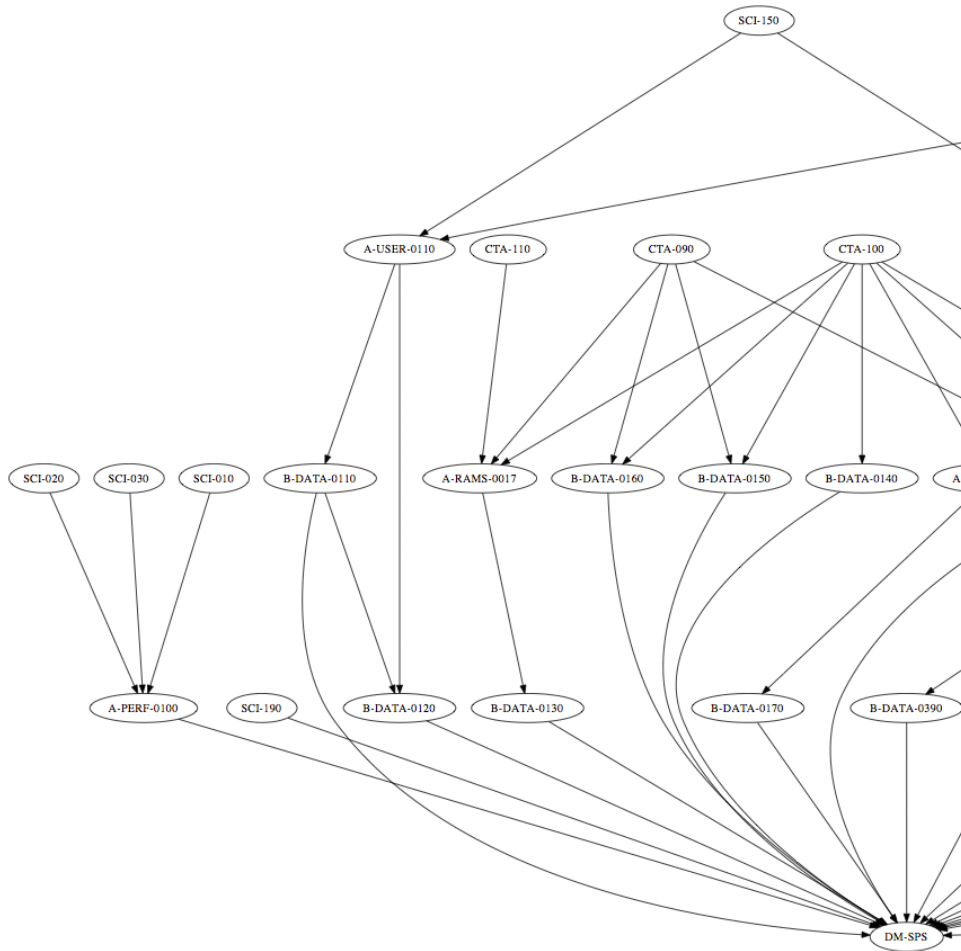 SCI-150
A-USER-0110
CTA-110
CTA-090
CTA-100
SCI-020
SCI-030
SCI-010
B-DATA-0110
A-RAMS-0017
B-DATA-0160
B-DATA-0150
B-DATA-0140
A-PERF-0100
SCI-190
B-DATA-0120
B-DATA-0130
B-DATA-0170
B-DATA-0390
DM-SPS